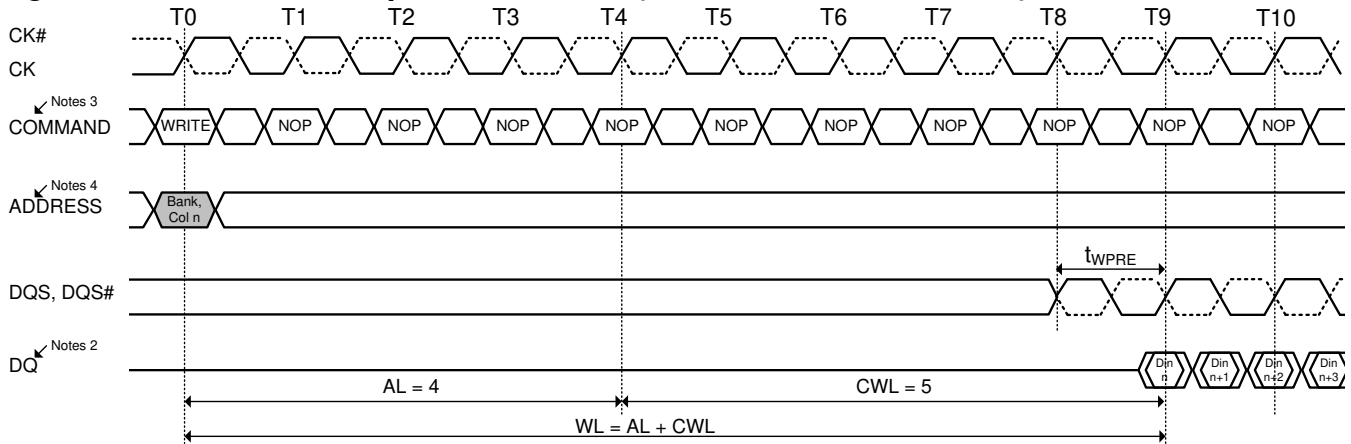 T0 T1 T2 T3 T4 T5 T6 T7 T8 T9 T10
CK#
CK
Notes 3
COMMAND WRITE NOP NOP NOP NOP NOP NOP NOP NOP NOP NOP
Notes 4
ADDRESS
Bank,
Col n
tWPRE
DQS, DQS#
Notes 2
DQ
Din n
Din n+1
Din n+2
Din n+3
AL = 4 CWL = 5
WL = AL + CWL